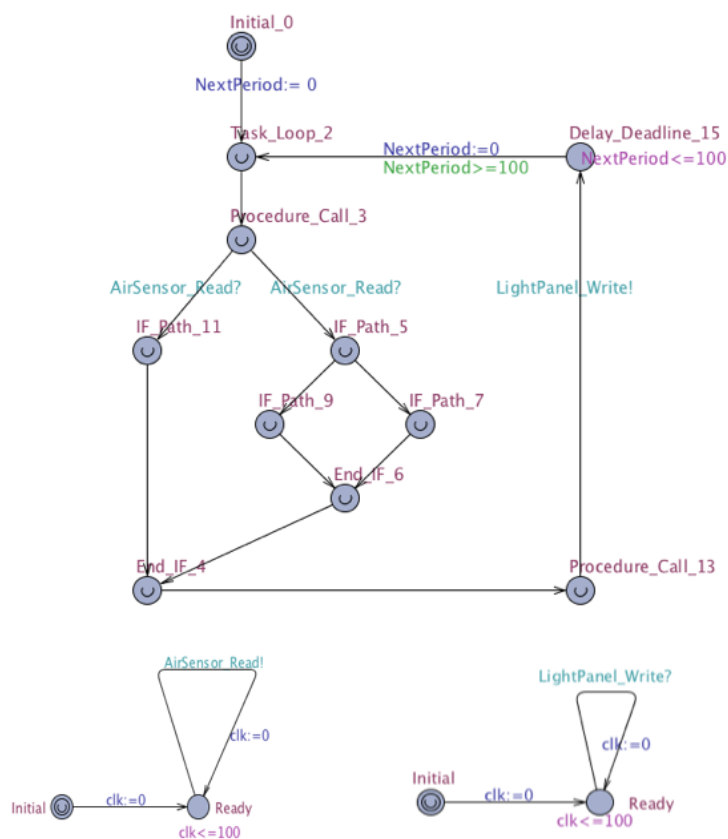 Initial_0
NextPeriod:= 0
Task_Loop_2
NextPeriod:=0
NextPeriod>=100
Delay_Deadline_15
NextPeriod<=100
Procedure_Call_3
AirSensor_Read?
AirSensor_Read?
LightPanel_Write!
IF_Path_11
IF_Path_5
IF_Path_9
IF_Path_7
End_IF_6
End_IF_4
Procedure_Call_13
AirSensor_Read!
clk:=0
Initial
clk:=0
Ready
clk<=100
LightPanel_Write?
clk:=0
Initial
clk:=0
Ready
clk<=100